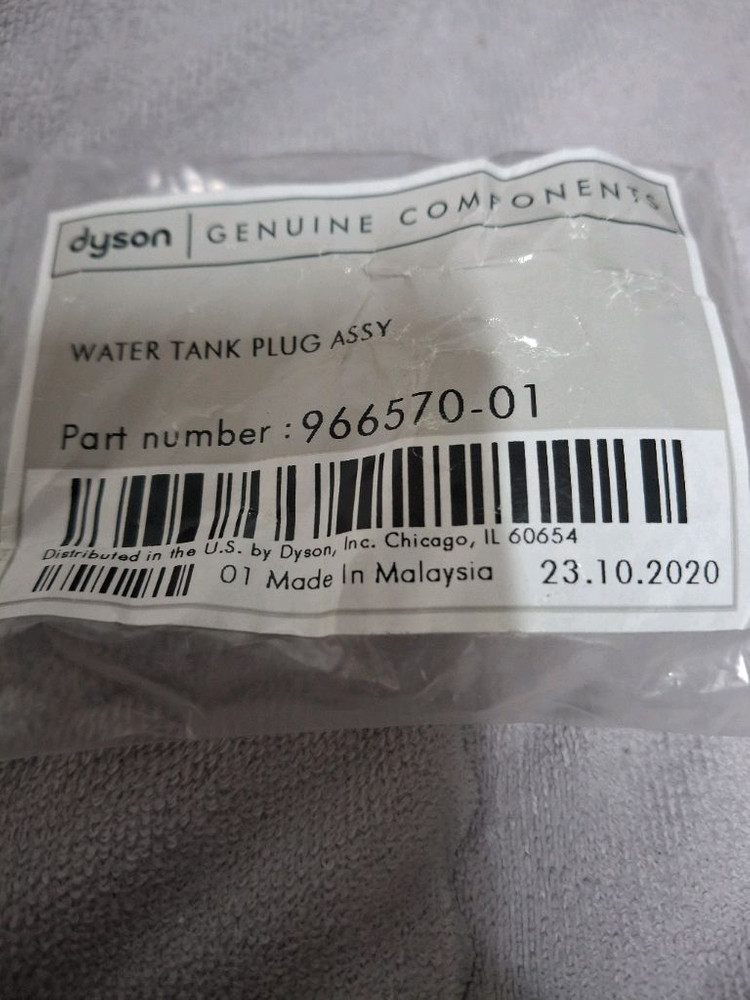 dyson | GENUINE COMPONENTS
WATER TANK PLUG ASSY
Part number : 966570-01
Distributed in the U.S. by Dyson, Inc. Chicago, IL 60654
01 Made In Malaysia 23.10.2020